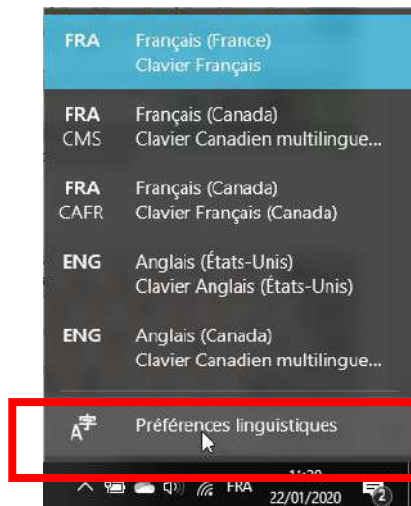 FRA Français (France)
Clavier Français
FRA Français (Canada)
CMS Clavier Canadien multilingue...
FRA Français (Canada)
CAFR Clavier Français (Canada)
ENG Anglais (États-Unis)
Clavier Anglais (États-Unis)
ENG Anglais (Canada)
Clavier Canadien multilingue...
A字 Préférences linguistiques
FRA
22/01/2020 2